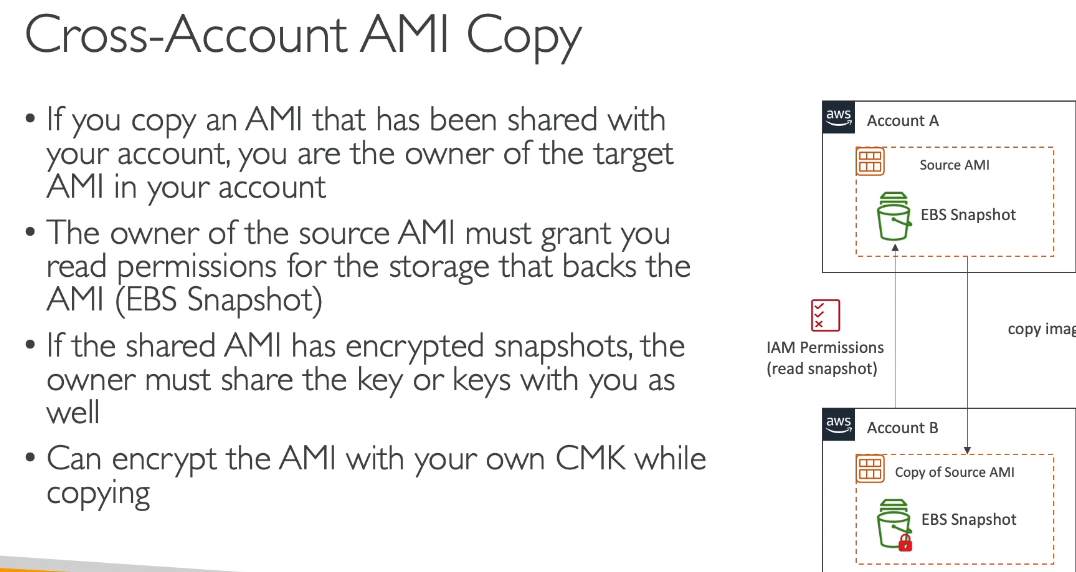 Cross-Account AMI Copy
• If you copy an AMI that has been shared with
your account, you are the owner of the target
AMI in your account
• The owner of the source AMI must grant you
read permissions for the storage that backs the
AMI (EBS Snapshot)
• If the shared AMI has encrypted snapshots, the
owner must share the key or keys with you as
well
• Can encrypt the AMI with your own CMK while
copying
aws
Account A
Source AMI
EBS Snapshot
IAM Permissions
(read snapshot)
copy imag
aws
Account B
Copy of Source AMI
EBS Snapshot